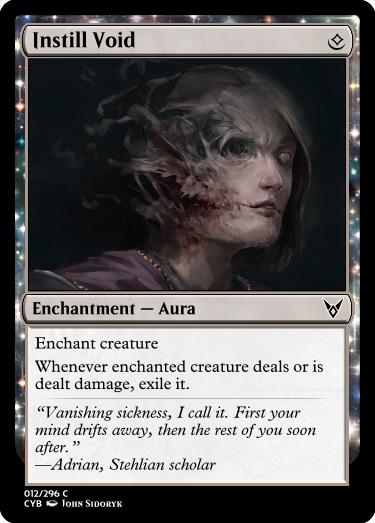 Instill Void
Enchantment — Aura
Enchant creature
Whenever enchanted creature deals or is
dealt damage, exile it.
“Vanishing sickness, I call it. First your
mind drifts away, then the rest of you soon
after.”
—Adrian, Stehlian scholar
012/296 C
CYB John Sidoryk